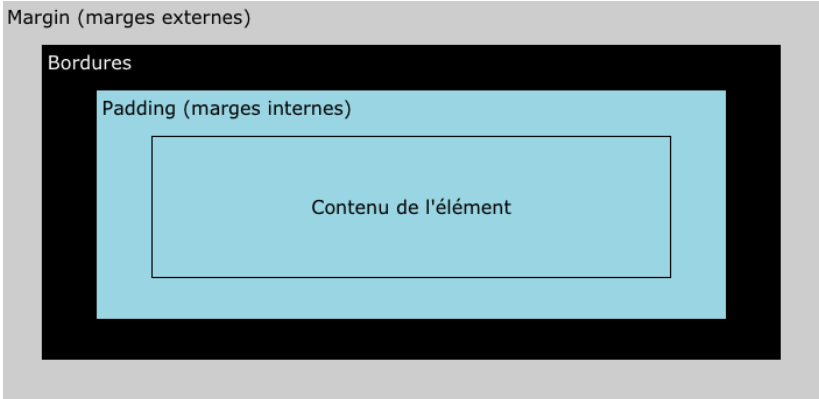 Margin (marges externes)
Bordures
Padding (marges internes)
Contenu de l'élément